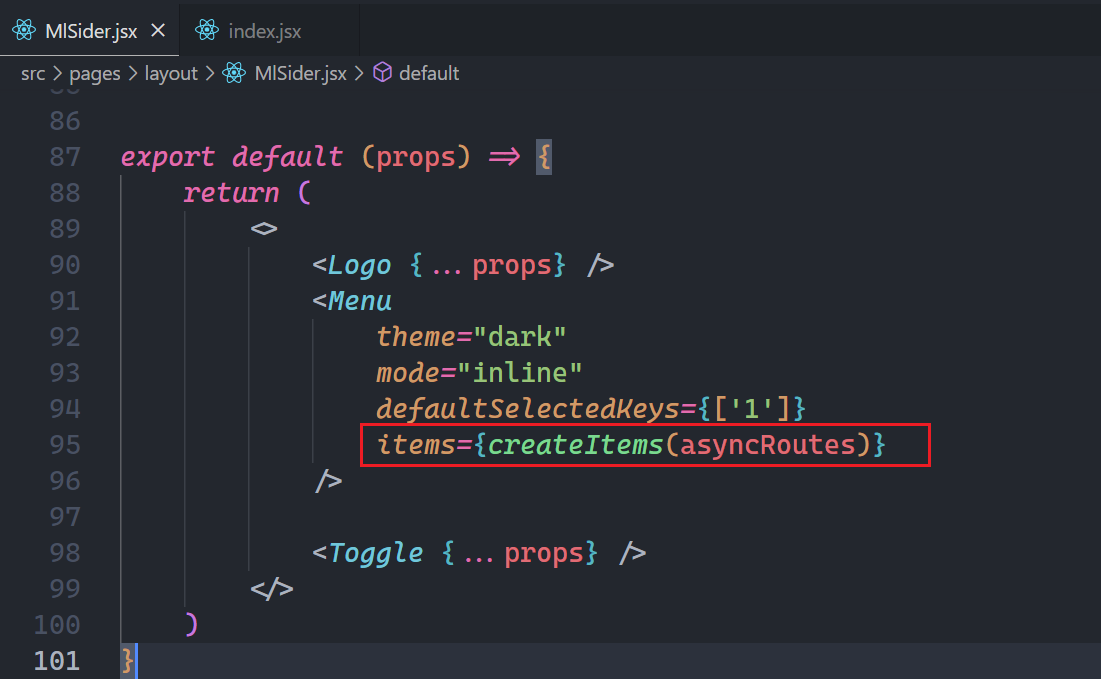 MlSider.jsx index.jsx
src > pages > layout > MlSider.jsx > default
86
87 export default (props) => {
88 return (
89 <>
90 <Logo {...props} />
91 <Menu
92 theme="dark"
93 mode="inline"
94 defaultSelectedKeys={['1']}
95 items={createItems(asyncRoutes)}
96 />
97
98 <Toggle {...props} />
99 </>
100 )
101 }